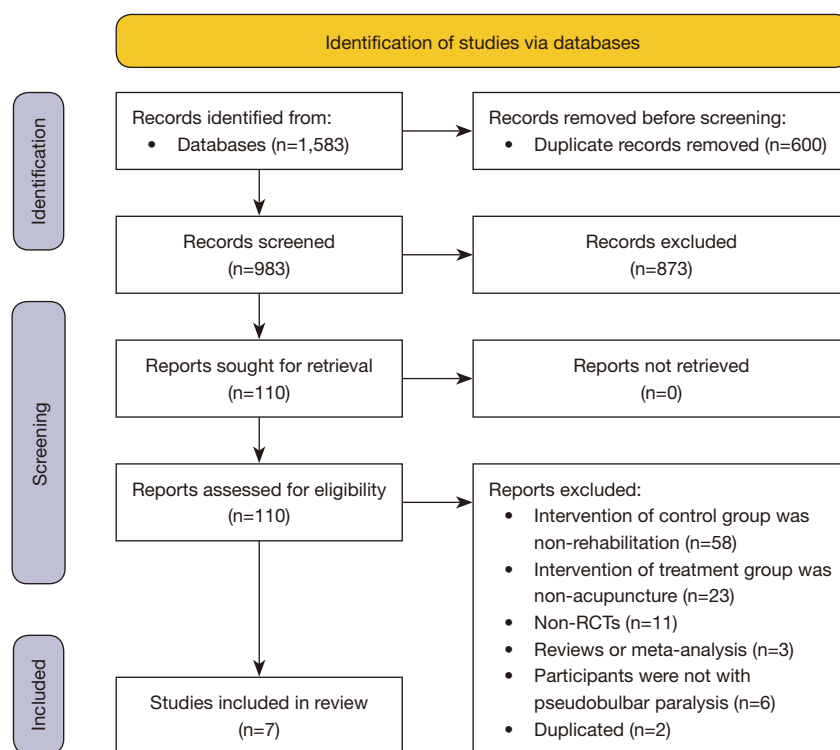 Identification of studies via databases
Identification
Records identified from:
• Databases (n=1,583)
Records removed before screening:
• Duplicate records removed (n=600)
Records screened
(n=983)
Records excluded
(n=873)
Screening
Reports sought for retrieval
(n=110)
Reports not retrieved
(n=0)
Reports assessed for eligibility
(n=110)
Reports excluded:
• Intervention of control group was
non-rehabilitation (n=58)
• Intervention of treatment group was
non-acupuncture (n=23)
• Non-RCTs (n=11)
• Reviews or meta-analysis (n=3)
• Participants were not with
pseudobulbar paralysis (n=6)
• Duplicated (n=2)
Included
Studies included in review
(n=7)